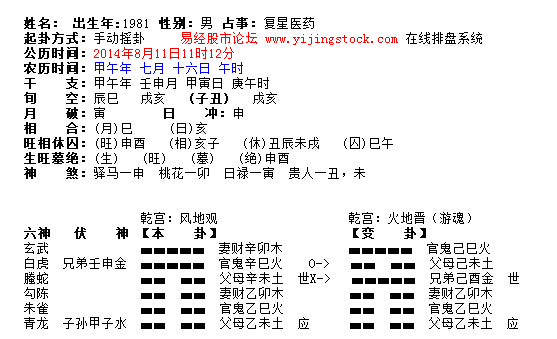 姓名： 出生年:1981 性别：男 占事：复星医药
起卦方式：手动摇卦 易经股市论坛 www.yijingstock.com 在线排盘系统
公历时间：2014年8月11日11时12分
农历时间：甲午年 七月 十六日 午时
干 支：甲午年 壬申月 甲寅日 庚午时
旬 空：辰巳 戌亥 (子丑) 戌亥
月 破：寅 日 冲：申
相 合：(月)巳 (日)亥
旺相休囚：(旺)申酉 (相)亥子 (休)丑辰未戌 (囚)巳午
生旺墓绝：(生) (旺) (墓) (绝)申酉
神 煞：驿马—申 桃花—卯 日禄—寅 贵人—丑，未
乾宫：风地观 乾宫：火地晋（游魂）
六神 伏 神 【本 卦】 【变 卦】
玄武 妻财辛卯木 官鬼己巳火
白虎 兄弟壬申金 官鬼辛巳火 O-> 父母己未土
螣蛇 父母辛未土 世X-> 兄弟己酉金 世
勾陈 妻财乙卯木 妻财乙卯木
朱雀 官鬼乙巳火 官鬼乙巳火
青龙 子孙甲子水 父母乙未土 应 父母乙未土 应